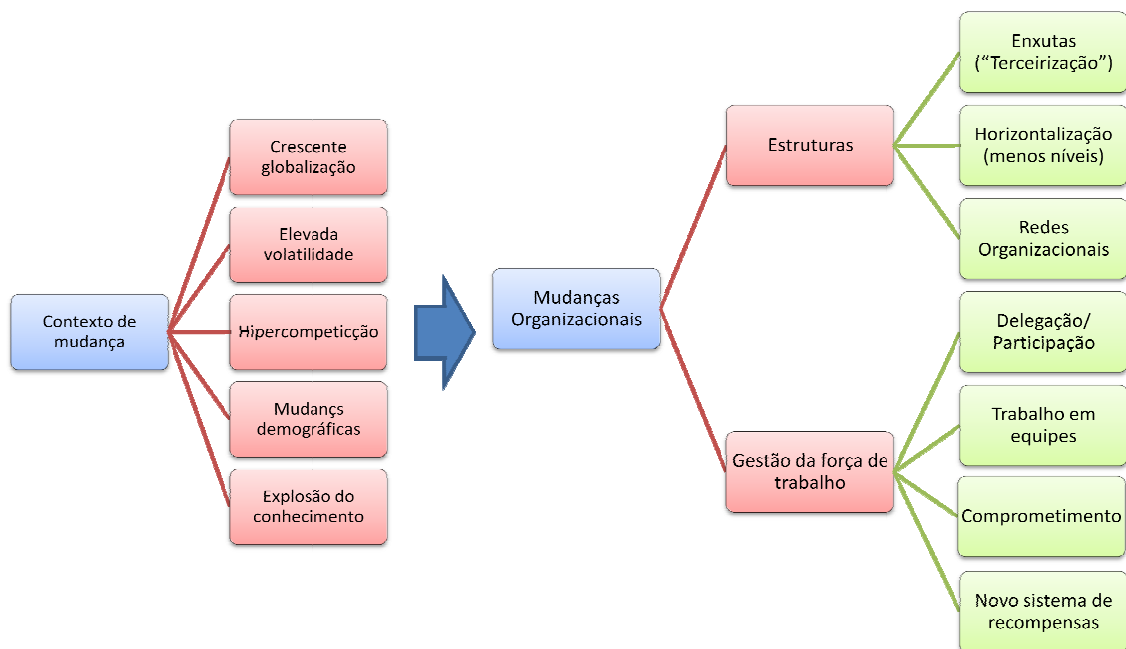 Contexto de
mudança
Crescente
globalização
Elevada
volatilidade
Hipercompeticção
Mudançs
demográficas
Explosão do
conhecimento
Mudanças
Organizacionais
Estruturas
Enxutas
(“Terceirização”)
Horizontalização
(menos níveis)
Redes
Organizacionais
Gestão da força de
trabalho
Delegação/
Participação
Trabalho em
equipes
Comprometimento
Novo sistema de
recompensas